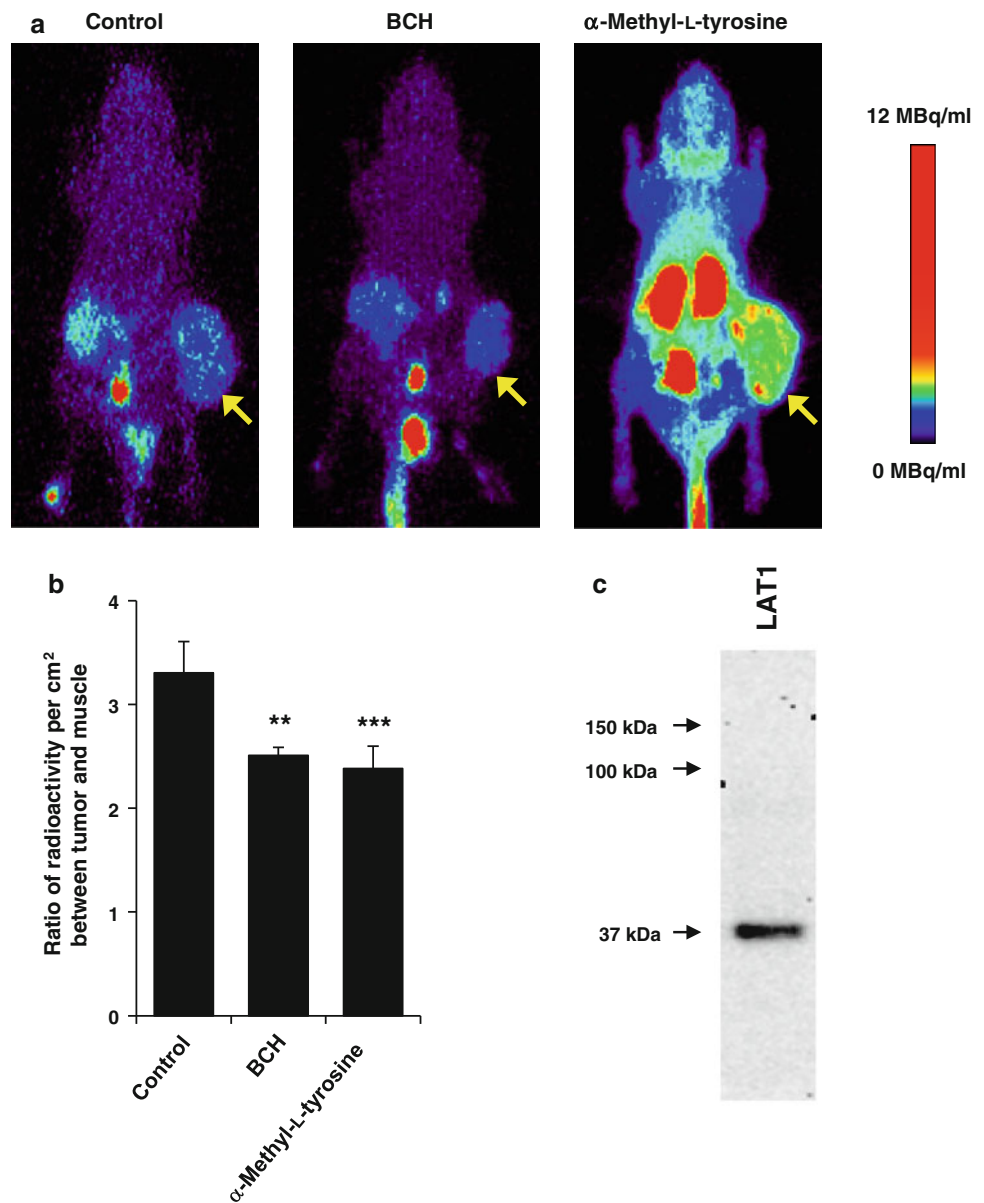 a
Control
BCH
α-Methyl-L-tyrosine
12 MBq/ml
0 MBq/ml
b
Ratio of radioactivity per cm²
between tumor and muscle
4
3
2
1
0
**
***
Control
BCH
α-Methyl-L-tyrosine
c
LAT1
150 kDa
100 kDa
37 kDa